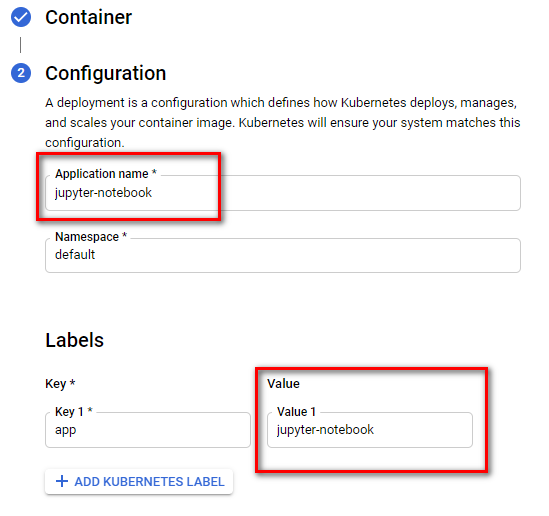 Container
2 Configuration
A deployment is a configuration which defines how Kubernetes deploys, manages,
and scales your container image. Kubernetes will ensure your system matches this
configuration.
Application name *
jupyter-notebook
Namespace *
default
Labels
Key * Value
Key 1 * Value 1
app jupyter-notebook
+ ADD KUBERNETES LABEL